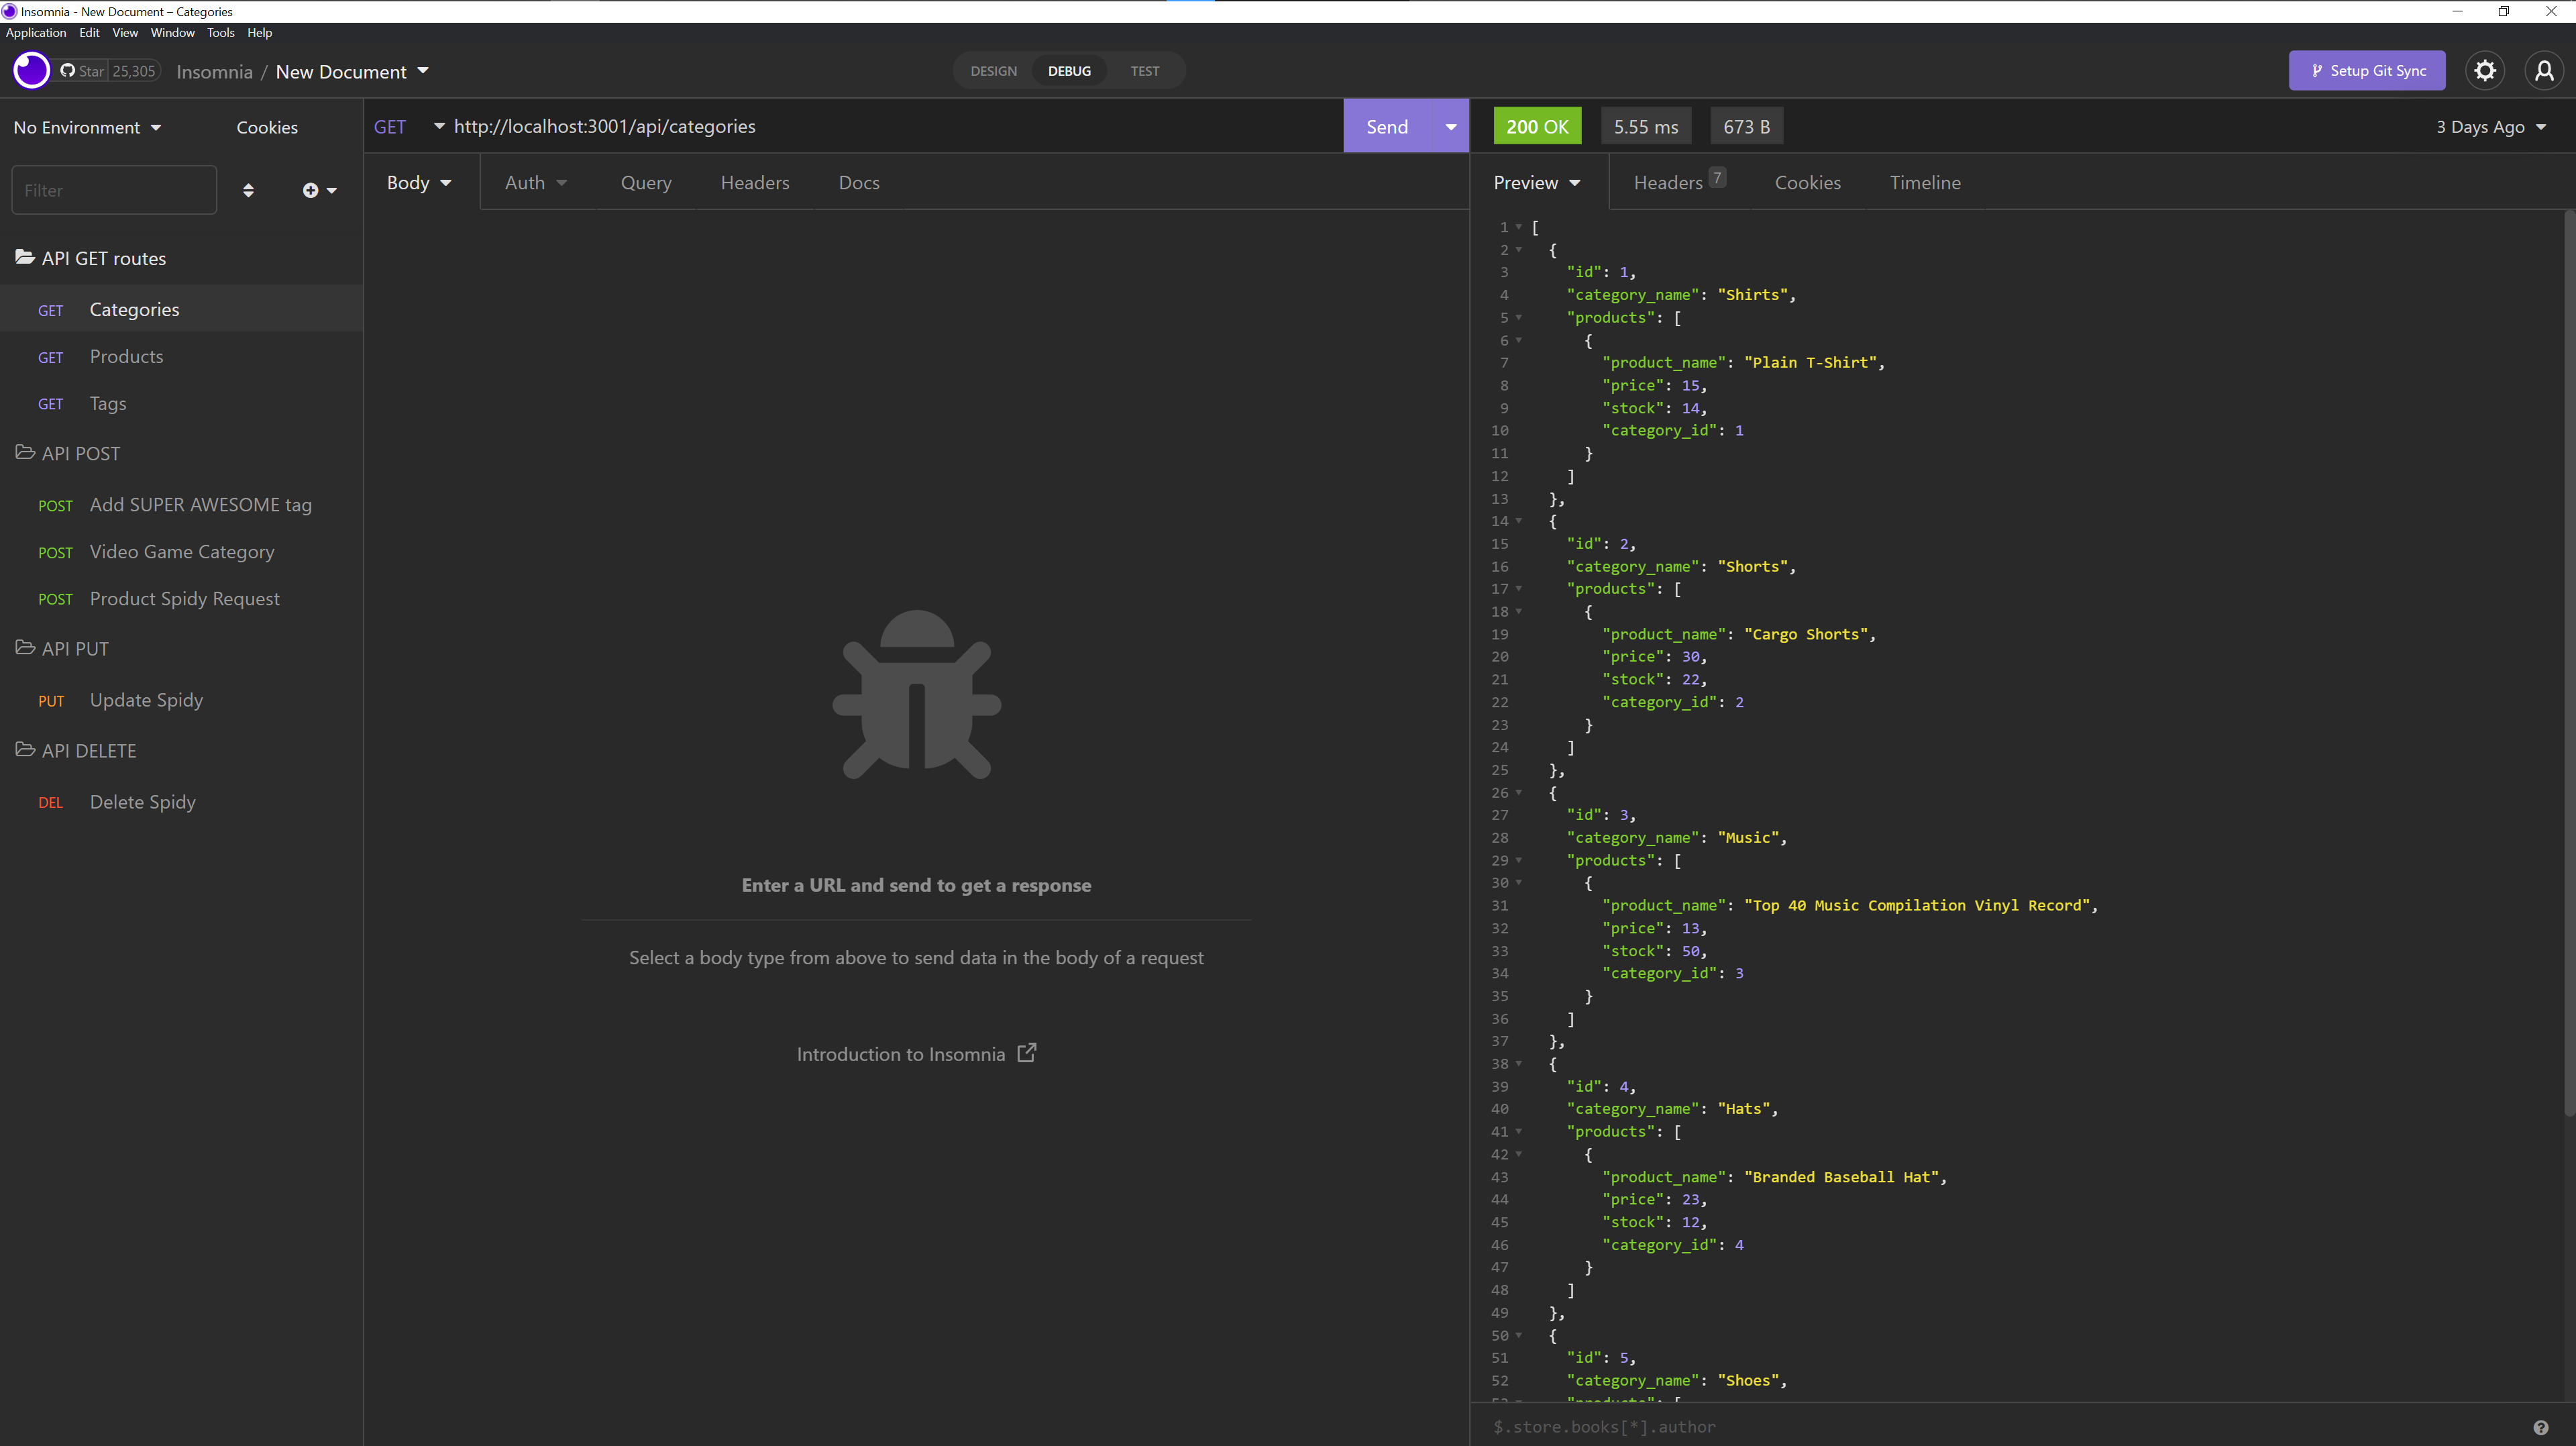 Insomnia - New Document – Categories
Application Edit View Window Tools Help
Star 25,305 Insomnia / New Document DESIGN DEBUG TEST Setup Git Sync
No Environment Cookies
Filter
API GET routes
GET Categories
GET Products
GET Tags
API POST
POST Add SUPER AWESOME tag
POST Video Game Category
POST Product Spidy Request
API PUT
PUT Update Spidy
API DELETE
DEL Delete Spidy
GET http://localhost:3001/api/categories Send
Body Auth Query Headers Docs
Enter a URL and send to get a response
Select a body type from above to send data in the body of a request
Introduction to Insomnia
200 OK 5.55 ms 673 B 3 Days Ago
Preview Headers 7 Cookies Timeline
1 [
2 {
3 "id": 1,
4 "category_name": "Shirts",
5 "products": [
6 {
7 "product_name": "Plain T-Shirt",
8 "price": 15,
9 "stock": 14,
10 "category_id": 1
11 }
12 ]
13 },
14 {
15 "id": 2,
16 "category_name": "Shorts",
17 "products": [
18 {
19 "product_name": "Cargo Shorts",
20 "price": 30,
21 "stock": 22,
22 "category_id": 2
23 }
24 ]
25 },
26 {
27 "id": 3,
28 "category_name": "Music",
29 "products": [
30 {
31 "product_name": "Top 40 Music Compilation Vinyl Record",
32 "price": 13,
33 "stock": 50,
34 "category_id": 3
35 }
36 ]
37 },
38 {
39 "id": 4,
40 "category_name": "Hats",
41 "products": [
42 {
43 "product_name": "Branded Baseball Hat",
44 "price": 23,
45 "stock": 12,
46 "category_id": 4
47 }
48 ]
49 },
50 {
51 "id": 5,
52 "category_name": "Shoes",
$.store.books[*].author